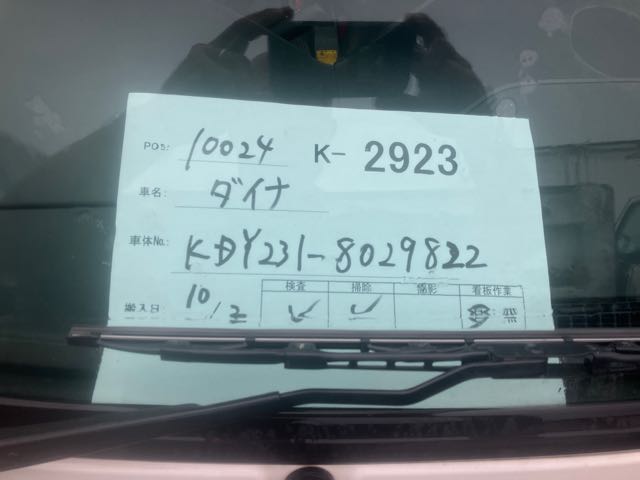 POS: 10024 K- 2923
車名: ダイナ
車体No.: KDY231-8029822
検査 掃除 撮影 看板作業
搬入日 10/2 ✓ ✓ 有・無